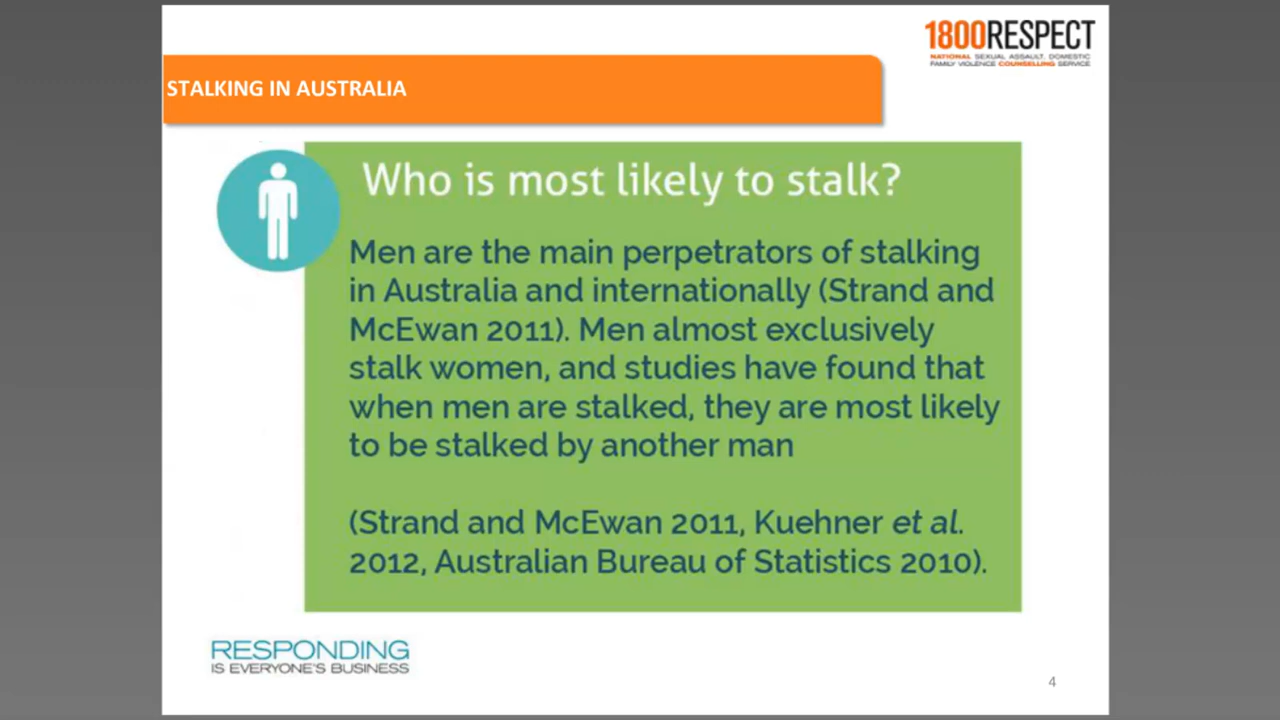 1800RESPECT
NATIONAL SEXUAL ASSAULT, DOMESTIC
FAMILY VIOLENCE COUNSELLING SERVICE
STALKING IN AUSTRALIA
Who is most likely to stalk?
Men are the main perpetrators of stalking
in Australia and internationally (Strand and
McEwan 2011). Men almost exclusively
stalk women, and studies have found that
when men are stalked, they are most likely
to be stalked by another man
(Strand and McEwan 2011, Kuehner et al.
2012, Australian Bureau of Statistics 2010).
RESPONDING
IS EVERYONE'S BUSINESS
4